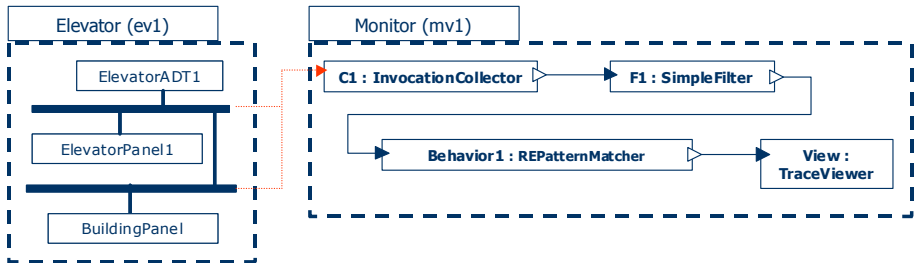 Elevator (ev1)
ElevatorADT1
ElevatorPanel1
BuildingPanel
Monitor (mv1)
C1 : InvocationCollector
F1 : SimpleFilter
Behavior1 : REPatternMatcher
View :
TraceViewer